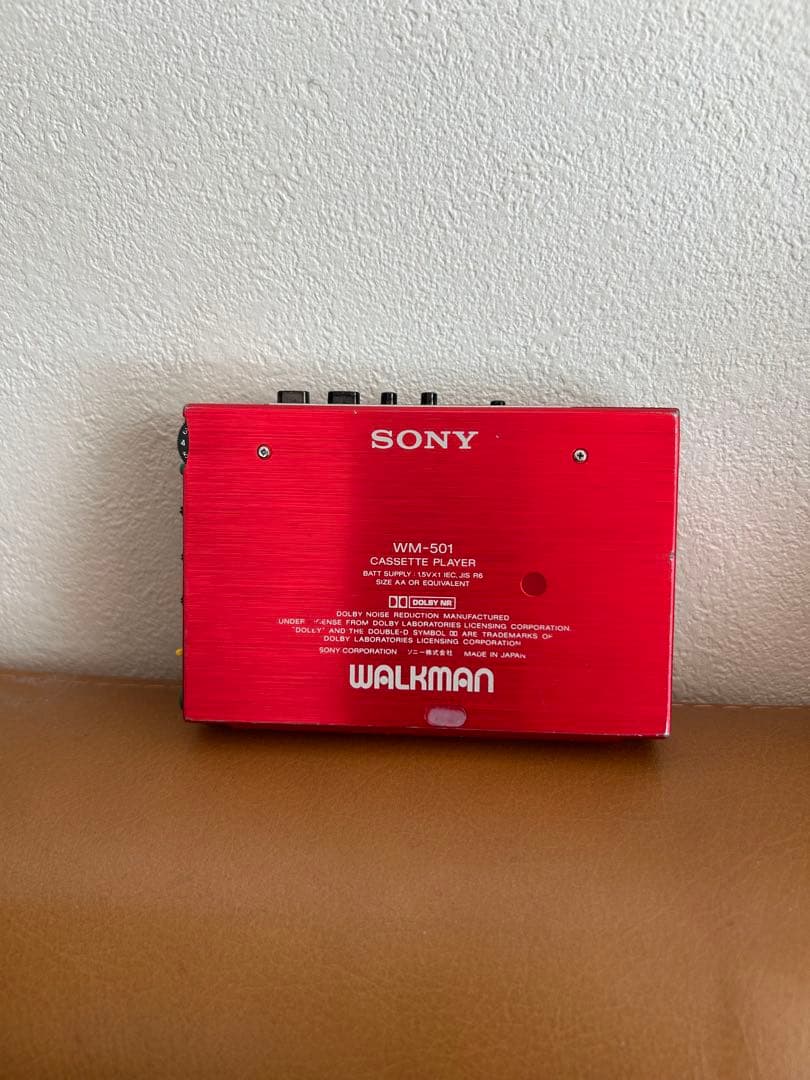 SONY
WM-501
CASSETTE PLAYER
BATT SUPPLY : 1.5V×1 IEC, JIS R6
SIZE AA OR EQUIVALENT
DOLBY NR
DOLBY NOISE REDUCTION MANUFACTURED
UNDER LICENSE FROM DOLBY LABORATORIES LICENSING CORPORATION.
"DOLBY" AND THE DOUBLE-D SYMBOL ARE TRADEMARKS OF
DOLBY LABORATORIES LICENSING CORPORATION
SONY CORPORATION ソニー株式会社 MADE IN JAPAN
WALKMAN